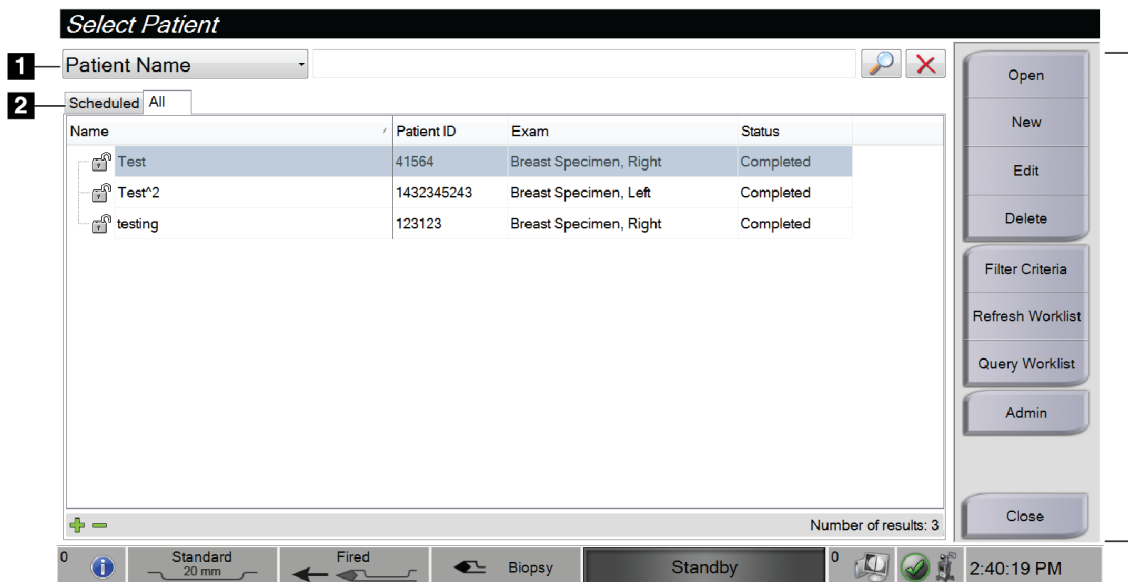 Select Patient
1 Patient Name
2 Scheduled All
Name Patient ID Exam Status
Test 41564 Breast Specimen, Right Completed
Test^2 1432345243 Breast Specimen, Left Completed
testing 123123 Breast Specimen, Right Completed
Number of results: 3
Open
New
Edit
Delete
Filter Criteria
Refresh Worklist
Query Worklist
Admin
Close
0 Standard 20 mm Fired Biopsy Standby 0 2:40:19 PM